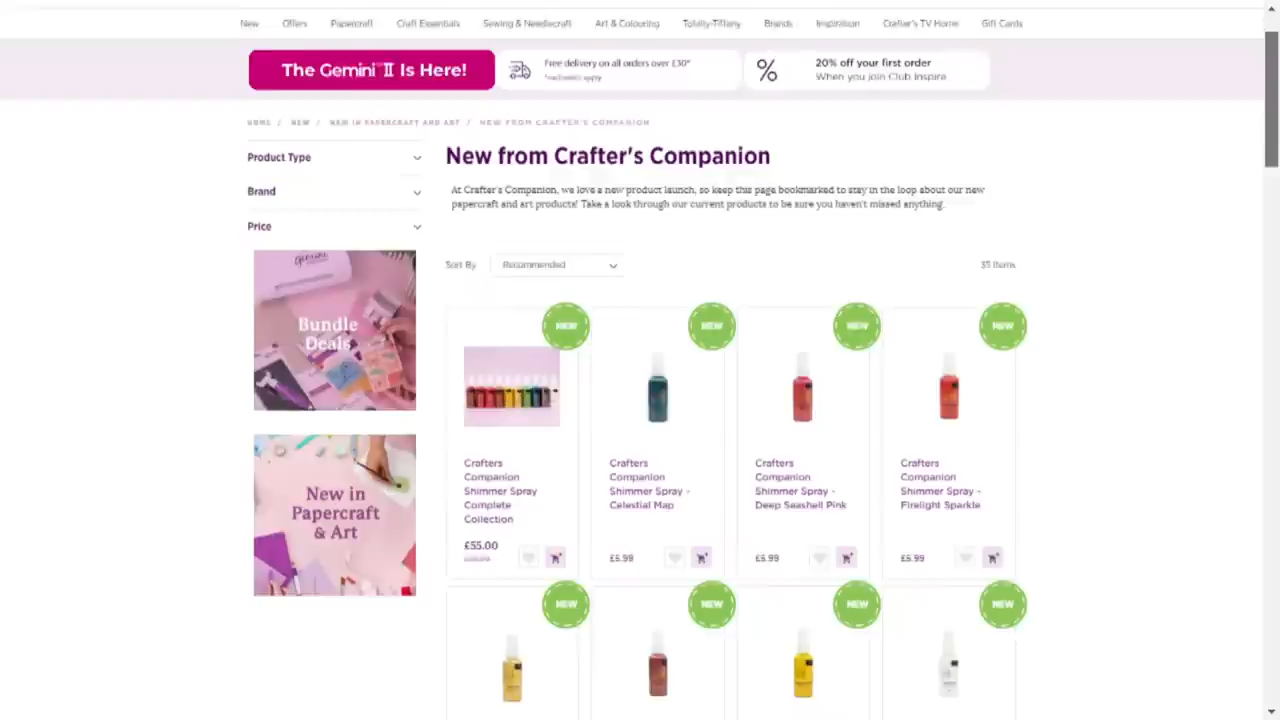 New Offers Papercraft Craft Essentials Sewing & Needlecraft Art & Colouring Totally-Tiffany Brands Inspiration Crafter's TV Home Gift Cards
The Gemini II Is Here!
Free delivery on all orders over £30*
20% off your first order
When you join Club Inspire
HOME / NEW / NEW IN PAPERCRAFT AND ART / NEW FROM CRAFTER'S COMPANION
Product Type
Brand
Price
New from Crafter's Companion
At Crafter's Companion, we love a new product launch, so keep this page bookmarked to stay in the loop about our new
papercraft and art products! Take a look through our current products to be sure you haven't missed anything.
Sort By Recommended 35 Items
gemini
Bundle
Deals
New in
Papercraft
& Art
NEW NEW NEW NEW
Crafters
Companion
Shimmer Spray
Complete
Collection
£55.00
Crafters
Companion
Shimmer Spray -
Celestial Map
£5.99
Crafters
Companion
Shimmer Spray -
Deep Seashell Pink
£5.99
Crafters
Companion
Shimmer Spray -
Firelight Sparkle
£5.99
NEW NEW NEW NEW